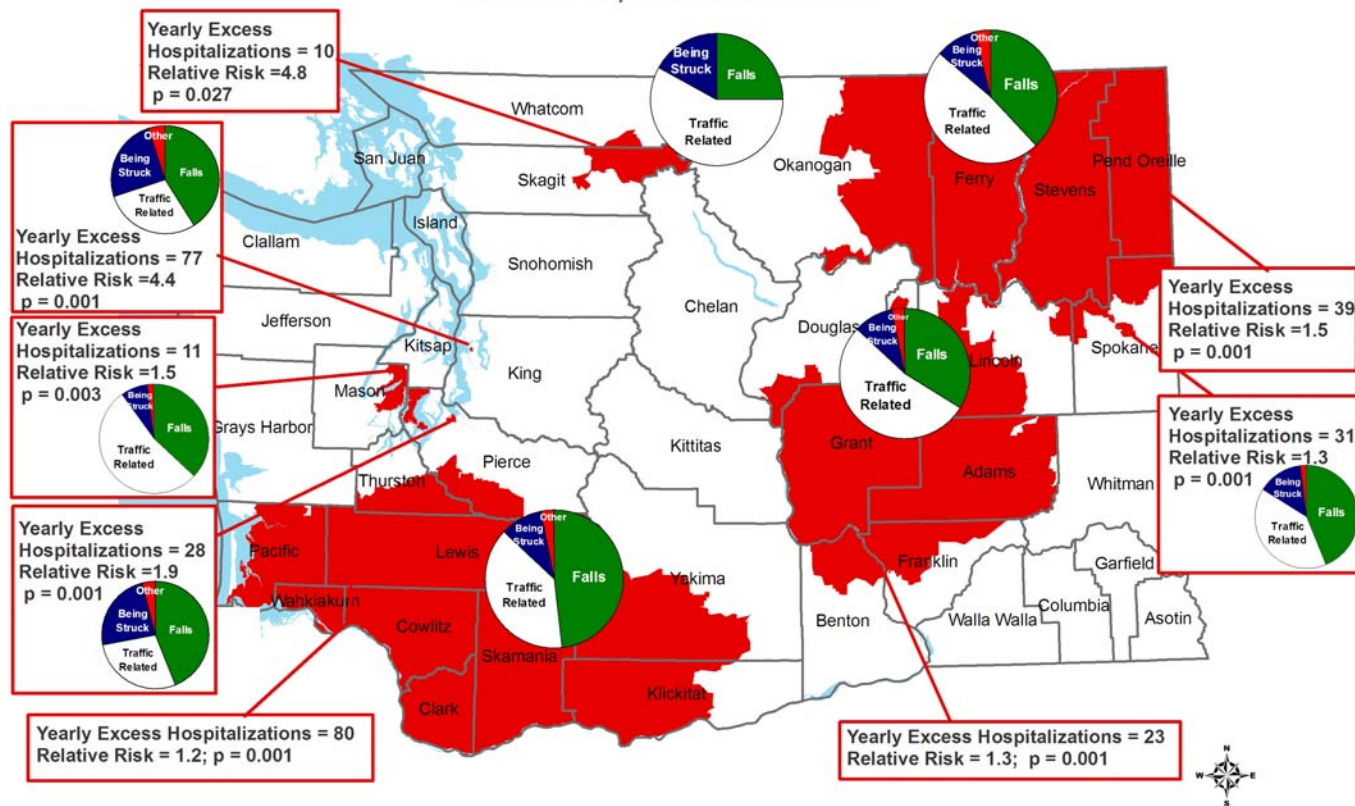 Yearly Excess
Hospitalizations = 10
Relative Risk =4.8
p = 0.027
Being
Struck
Falls
Traffic
Related
Other
Being
Struck
Falls
Traffic
Related
Whatcom
San Juan
Skagit
Okanogan
Ferry
Stevens
Pend Oreille
Other
Being
Struck
Falls
Traffic
Related
Yearly Excess
Hospitalizations = 77
Relative Risk =4.4
p = 0.001
Island
Clallam
Snohomish
Chelan
Yearly Excess
Hospitalizations = 39
Relative Risk =1.5
p = 0.001
Yearly Excess
Hospitalizations = 11
Relative Risk =1.5
p = 0.003
Being
Struck
Falls
Traffic
Related
Jefferson
Kitsap
King
Mason
Grays Harbor
Douglas
Other
Being
Struck
Falls
Traffic
Related
Lincoln
Spokane
Yearly Excess
Hospitalizations = 31
Relative Risk =1.3
p = 0.001
Being
Struck
Falls
Traffic
Related
Kittitas
Grant
Adams
Whitman
Pierce
Thurston
Yearly Excess
Hospitalizations = 28
Relative Risk =1.9
p = 0.001
Other
Being
Struck
Falls
Traffic
Related
Pacific
Lewis
Other
Being
Struck
Falls
Traffic
Related
Yakima
Franklin
Garfield
Wahkiakum
Cowlitz
Skamania
Benton
Walla Walla
Columbia
Asotin
Clark
Klickitat
Yearly Excess Hospitalizations = 80
Relative Risk = 1.2; p = 0.001
Yearly Excess Hospitalizations = 23
Relative Risk = 1.3; p = 0.001
N
W
E
S